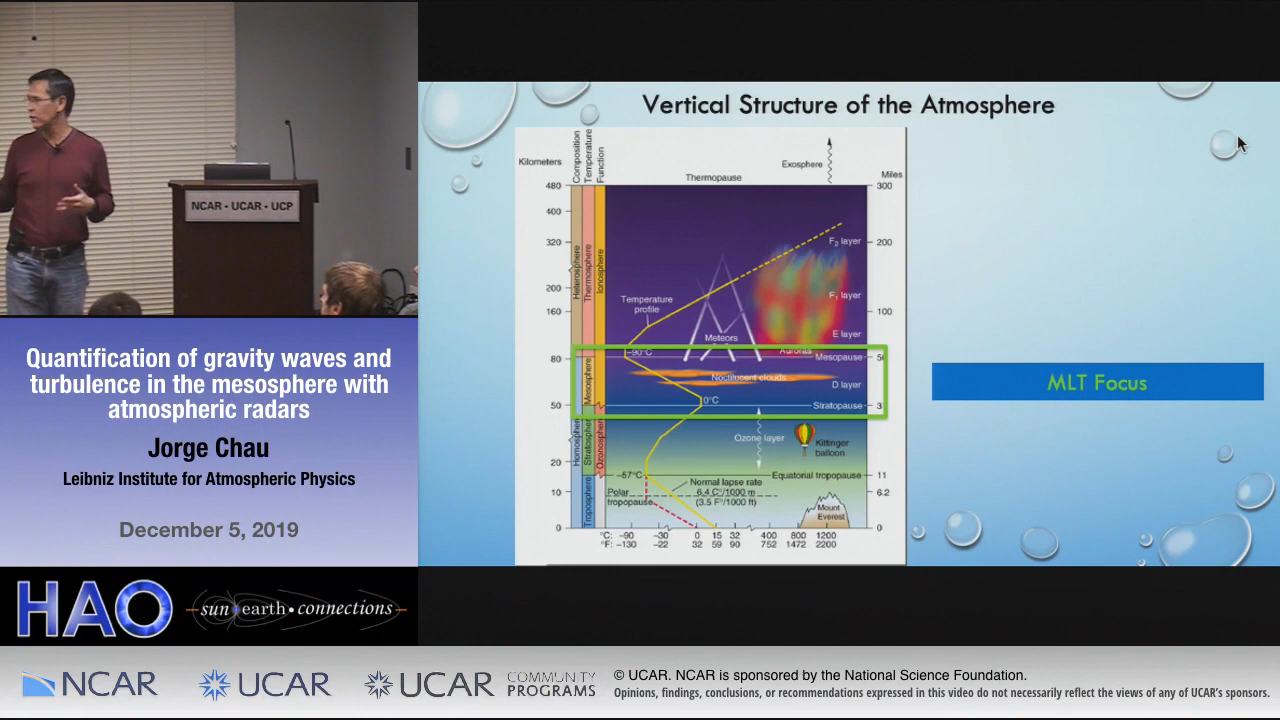 NCAR • UCAR • UCP
Quantification of gravity waves and
turbulence in the mesosphere with
atmospheric radars
Jorge Chau
Leibniz Institute for Atmospheric Physics
December 5, 2019
HAO
sun•earth•connections
Vertical Structure of the Atmosphere
Kilometers
Composition
Temperature
Function
Exosphere
Thermopause
Miles
480
300
400
320
F2 layer
200
Heterosphere
Thermosphere
Ionosphere
200
Temperature
profile
F1 layer
160
100
Meteors
E layer
−90°C
Auroras
80
Mesopause
50
Mesosphere
Noctilucent clouds
D layer
0°C
50
Stratopause
3
Homosphere
Stratosphere
Ozonosphere
Ozone layer
Kittinger
balloon
20
−57°C
Equatorial tropopause
11
Normal lapse rate
6.4 C°/1000 m
(3.5 F°/1000 ft)
10
Polar
tropopause
6.2
Troposphere
Mount
Everest
0
0
°C: −90 −30 0 15 32 400 800 1200
°F: −130 −22 32 59 90 752 1472 2200
MLT Focus
NCAR
UCAR
UCAR
COMMUNITY
PROGRAMS
© UCAR. NCAR is sponsored by the National Science Foundation.
Opinions, findings, conclusions, or recommendations expressed in this video do not necessarily reflect the views of any of UCAR's sponsors.